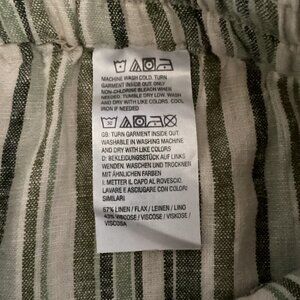 MACHINE WASH COLD. TURN
GARMENT INSIDE OUT. ONLY
NON-CHLORINE BLEACH WHEN
NEEDED. TUMBLE DRY LOW. WASH
AND DRY WITH LIKE COLORS. COOL
IRON IF NEEDED
30
GB: TURN GARMENT INSIDE OUT.
WASHABLE IN WASHING MACHINE
AND DRY WITH LIKE COLORS
D: BEKLEIDUNGSSTÜCK AUF LINKS
WENDEN. WASCHEN UND TROCKNEN
MIT ÄHNLICHEN FARBEN
I: METTER IL CAPO AL ROVESCIO
LAVARE E ASCIUGARE CON COLORI
SIMILARI
57% LINEN / FLAX / LEINEN / LINO
43% VISCOSE / VISCOSE / VISKOSE /
VISCOSA